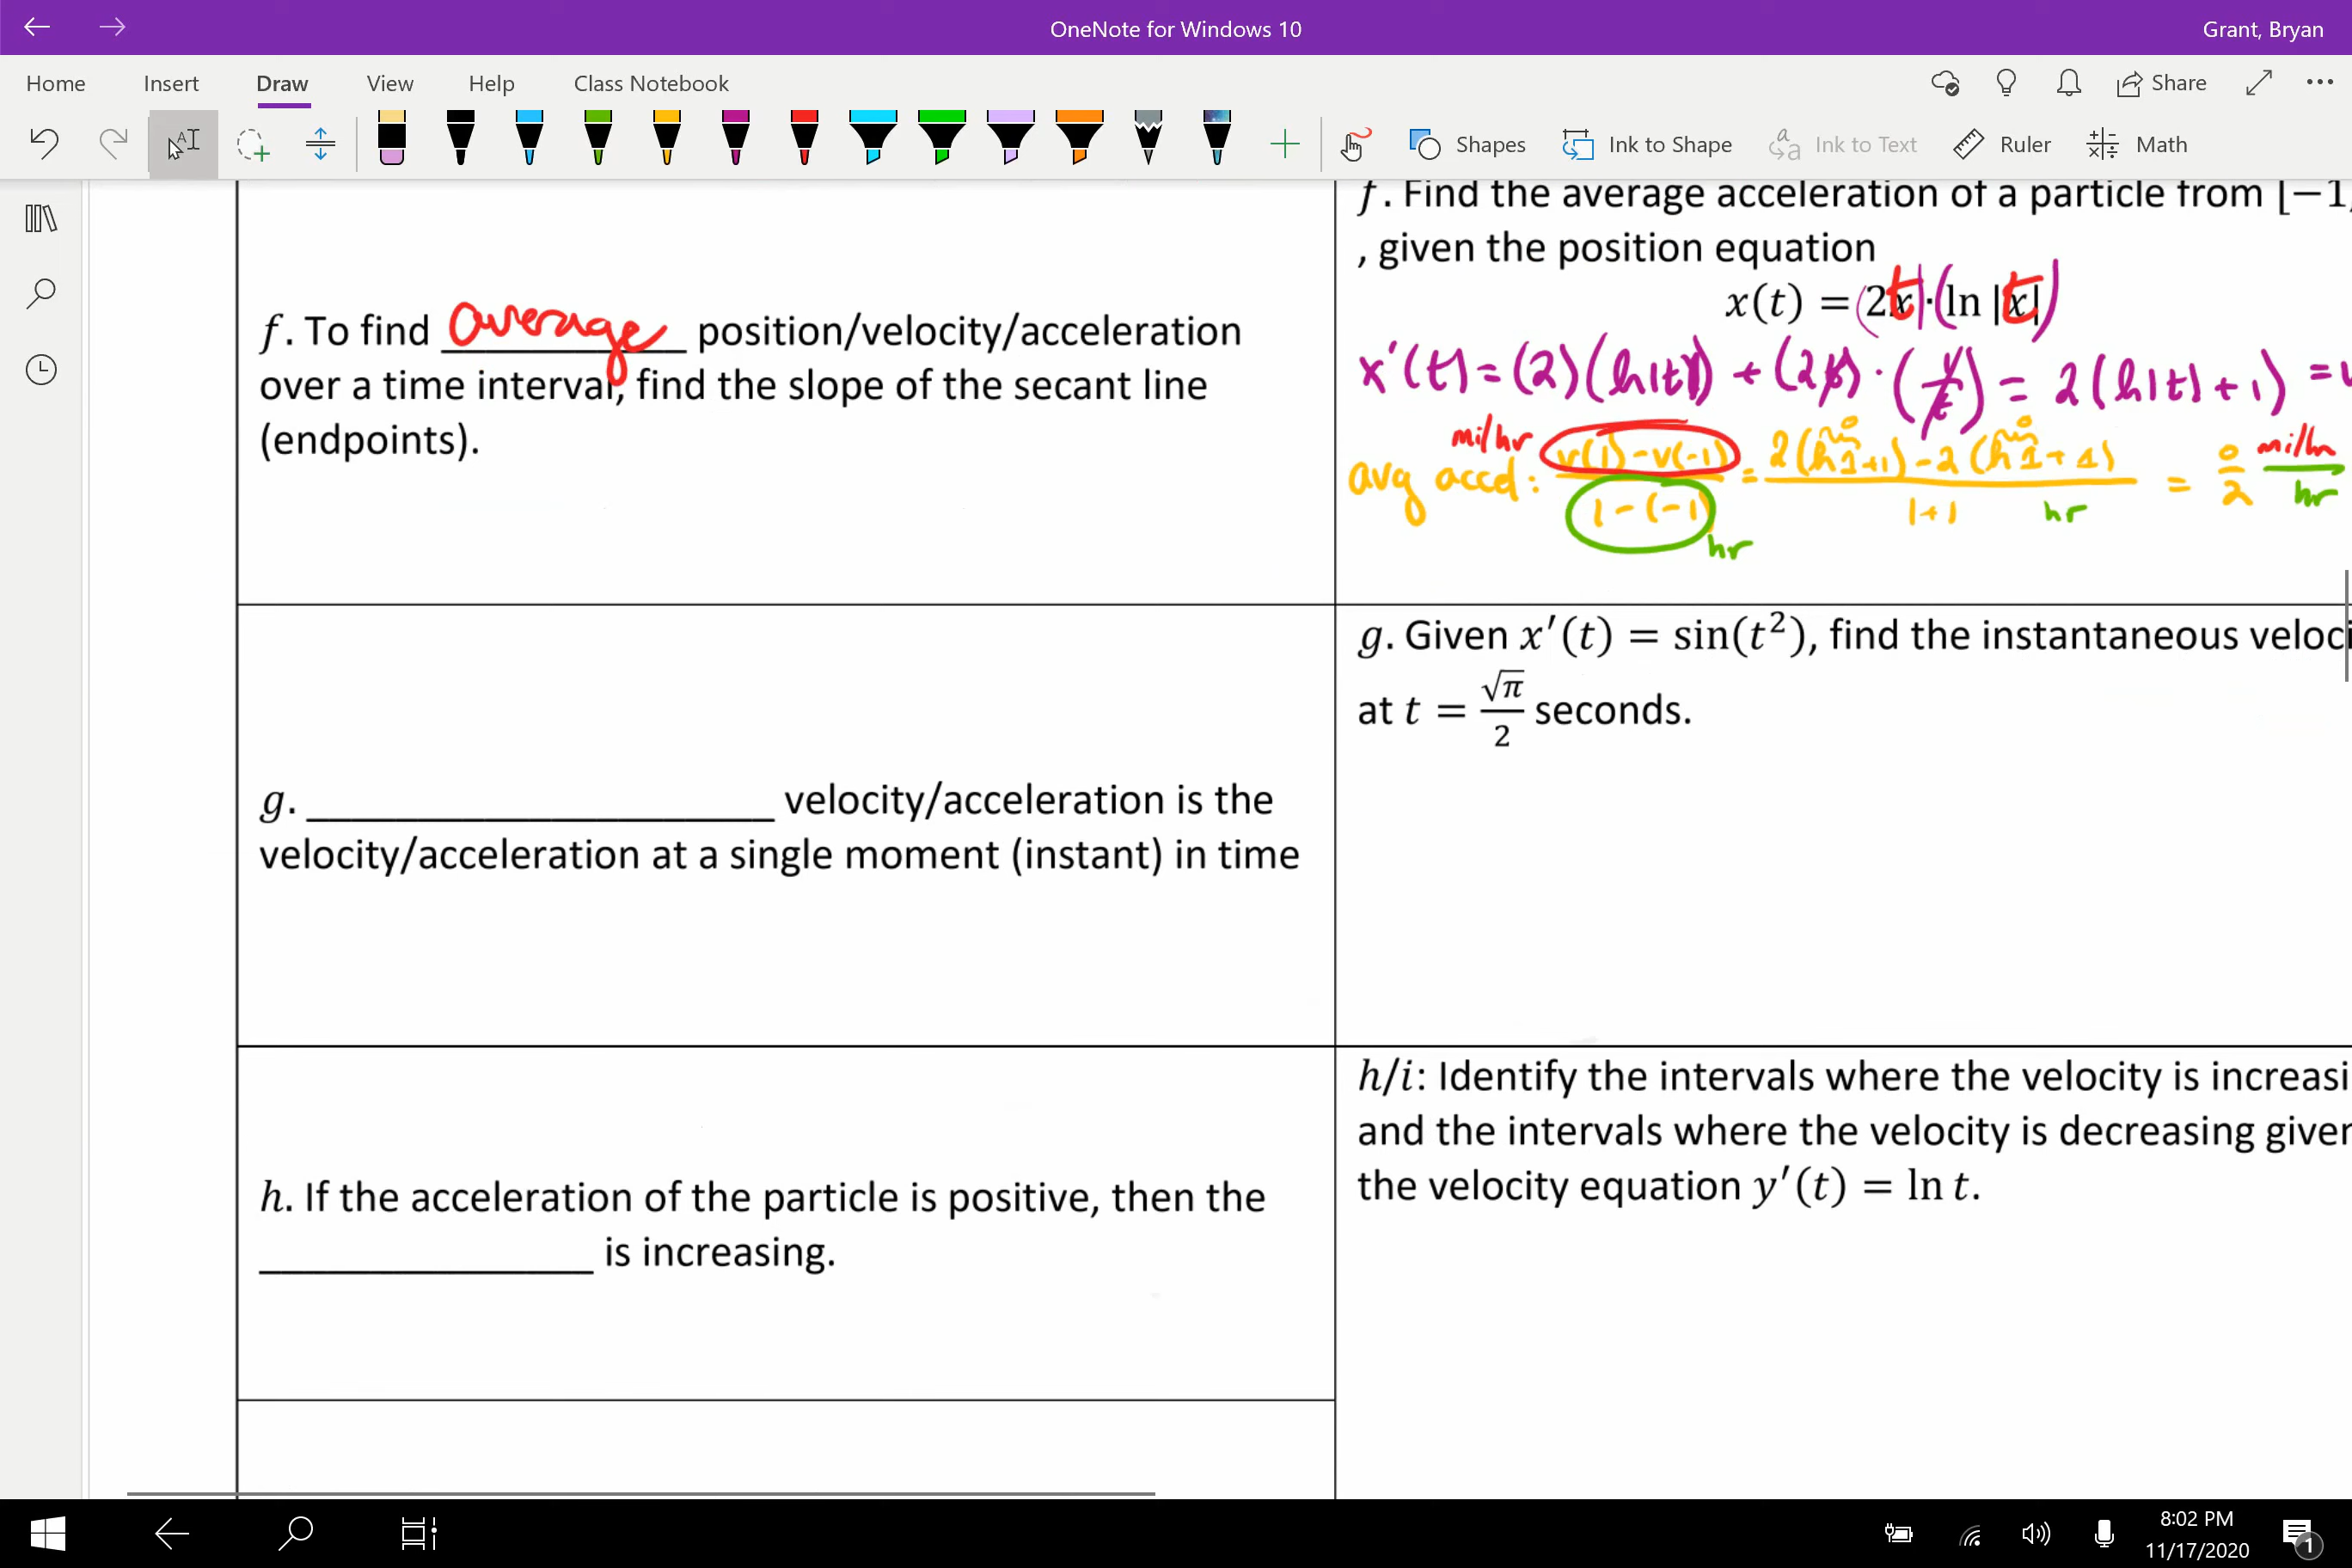 OneNote for Windows 10
Grant, Bryan
Home Insert Draw View Help Class Notebook
Share
Shapes Ink to Shape Ink to Text Ruler Math
f. To find average position/velocity/acceleration
over a time interval, find the slope of the secant line
(endpoints).
f. Find the average acceleration of a particle from [−1,
, given the position equation
x(t) = (2t)·(ln |t|)
x'(t) = (2)(ln|t|) + (2t)·(1/t) = 2(ln|t| + 1) =
mi/hr
avg accel: v(1) - v(-1) / 1 - (-1) hr = 2(ln 1 + 1) - 2(ln 1 + 1) / 1 + 1 hr = 0/2 mi/hr / hr
g. velocity/acceleration is the
velocity/acceleration at a single moment (instant) in time
g. Given x′(t) = sin(t²), find the instantaneous veloci
at t = √π/2 seconds.
h. If the acceleration of the particle is positive, then the
is increasing.
h/i: Identify the intervals where the velocity is increasi
and the intervals where the velocity is decreasing given
the velocity equation y′(t) = ln t.
8:02 PM
11/17/2020
1